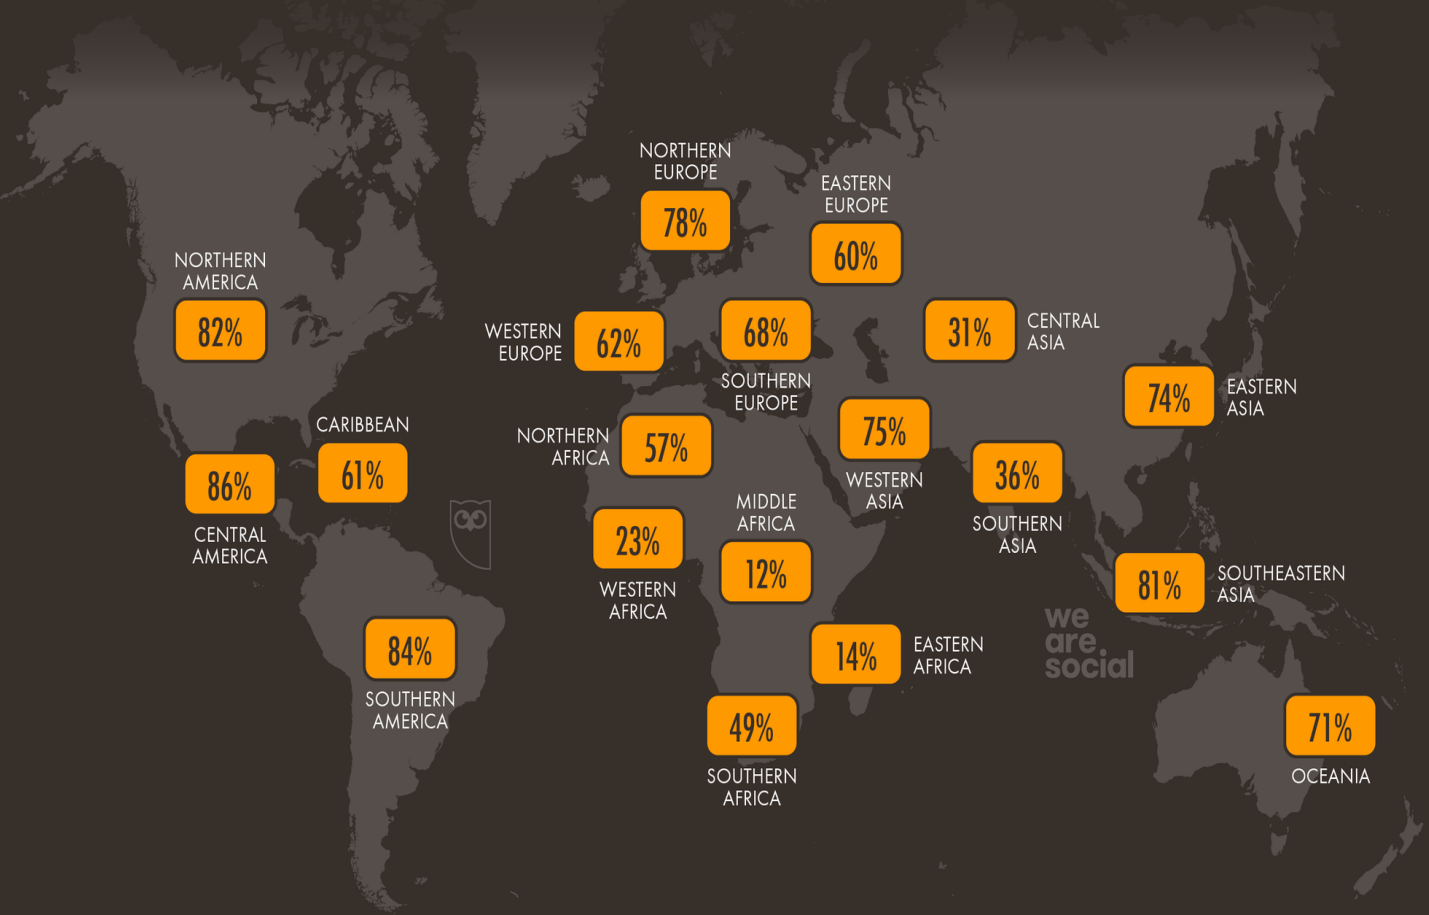 NORTHERN
EUROPE
78%
EASTERN
EUROPE
60%
NORTHERN
AMERICA
82%
WESTERN
EUROPE
62%
68%
SOUTHERN
EUROPE
31%
CENTRAL
ASIA
74%
EASTERN
ASIA
CARIBBEAN
61%
86%
CENTRAL
AMERICA
NORTHERN
AFRICA
57%
75%
WESTERN
ASIA
36%
SOUTHERN
ASIA
23%
WESTERN
AFRICA
MIDDLE
AFRICA
12%
81%
SOUTHEASTERN
ASIA
84%
SOUTHERN
AMERICA
14%
EASTERN
AFRICA
we
are
social
49%
SOUTHERN
AFRICA
71%
OCEANIA